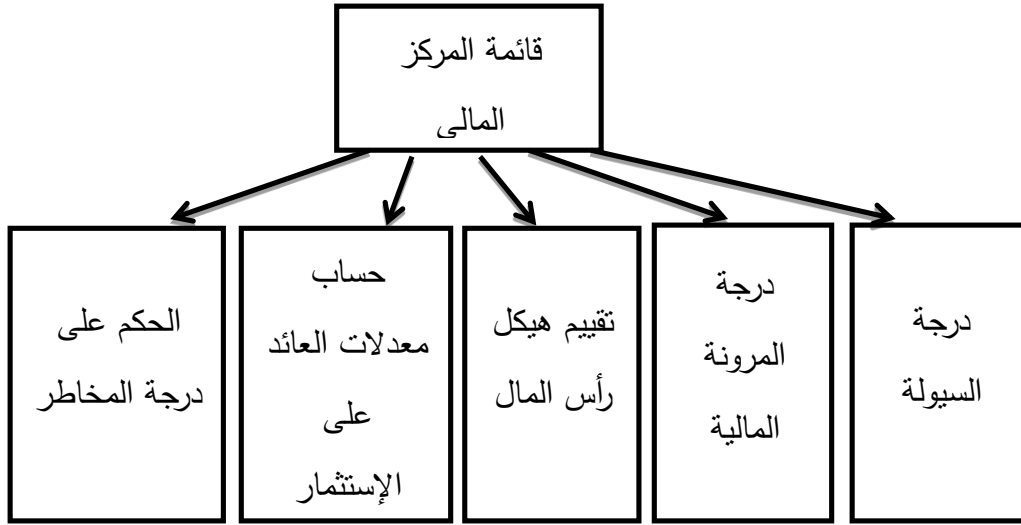 قائمة المركز
المالى
درجة
السيولة
درجة
المرونة
المالية
تقييم هيكل
رأس المال
حساب
معدلات العائد
على
الإستثمار
الحكم على
درجة المخاطر